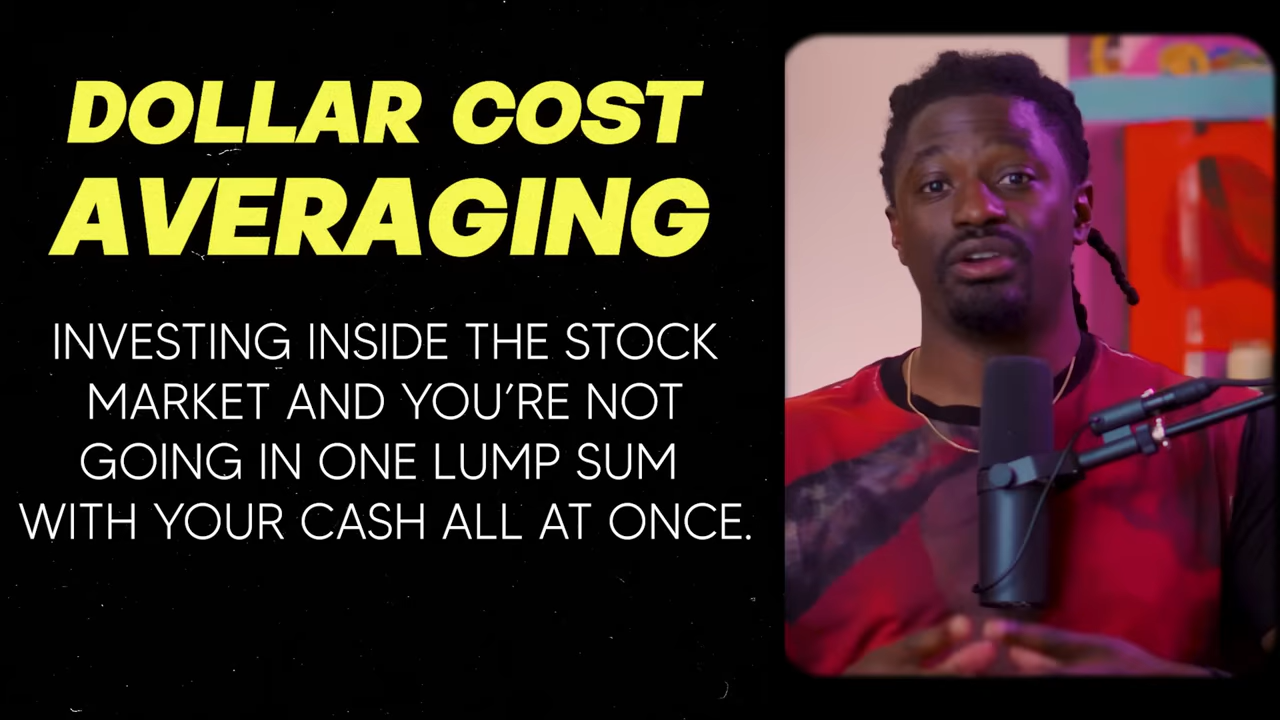 DOLLAR COST
AVERAGING
INVESTING INSIDE THE STOCK
MARKET AND YOU’RE NOT
GOING IN ONE LUMP SUM
WITH YOUR CASH ALL AT ONCE.